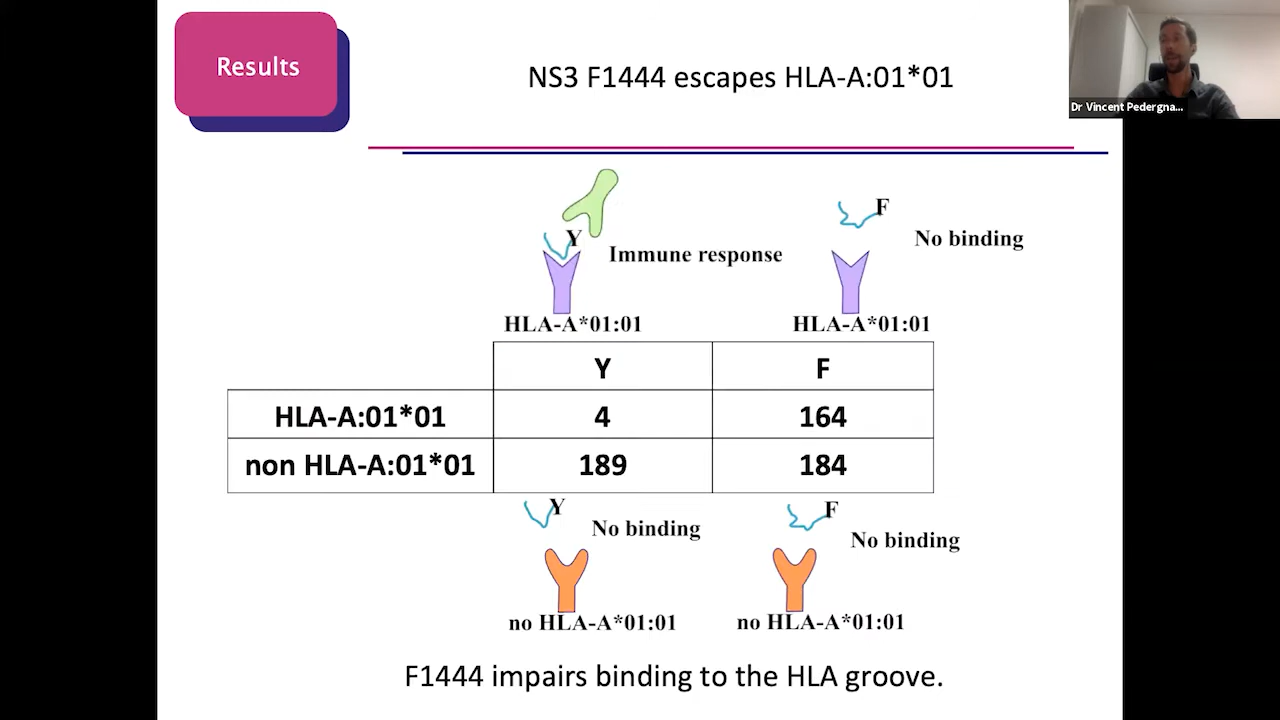 Results
NS3 F1444 escapes HLA-A:01*01
Dr Vincent Pedergna...
F
Y
No binding
Immune response
HLA-A*01:01
HLA-A*01:01
Y F
HLA-A:01*01 4 164
non HLA-A:01*01 189 184
Y
F
No binding
No binding
no HLA-A*01:01
no HLA-A*01:01
F1444 impairs binding to the HLA groove.